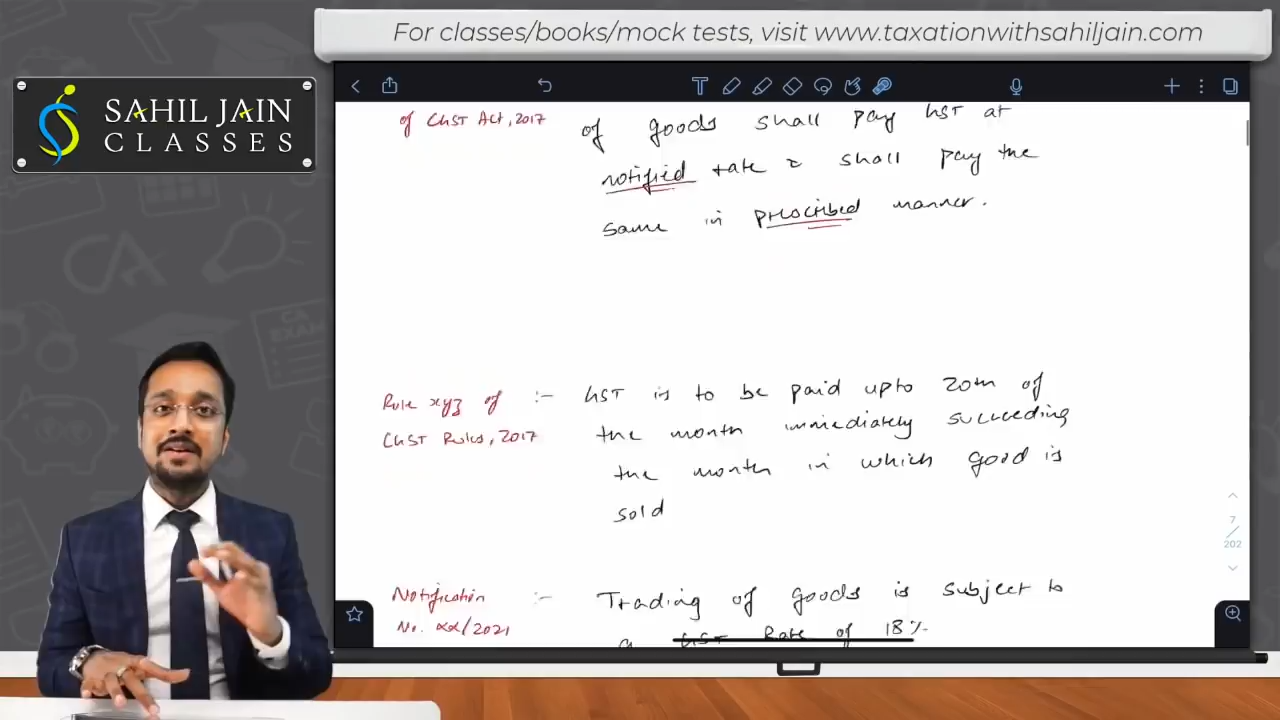 For classes/books/mock tests, visit www.taxationwithsahiljain.com
SAHIL JAIN
CLASSES
of CGST Act, 2017
of goods shall pay GST at
notified rate & shall pay the
same in prescribed manner.
Rule xyz of :-
CGST Rules, 2017
GST is to be paid upto 20th of
the month immediately succeeding
the month in which good is
sold
7
202
Notification :-
No. xx/2021
Trading of goods is subject to
a GST Rate of 18%